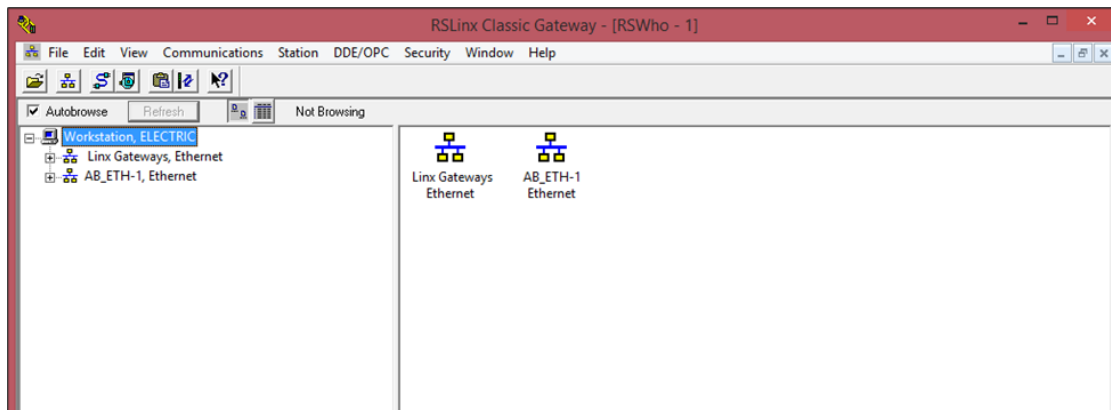 RSLinx Classic Gateway - [RSWho - 1]
File Edit View Communications Station DDE/OPC Security Window Help
Autobrowse Refresh Not Browsing
Workstation, ELECTRIC
Linx Gateways, Ethernet
AB_ETH-1, Ethernet
Linx Gateways
Ethernet
AB_ETH-1
Ethernet